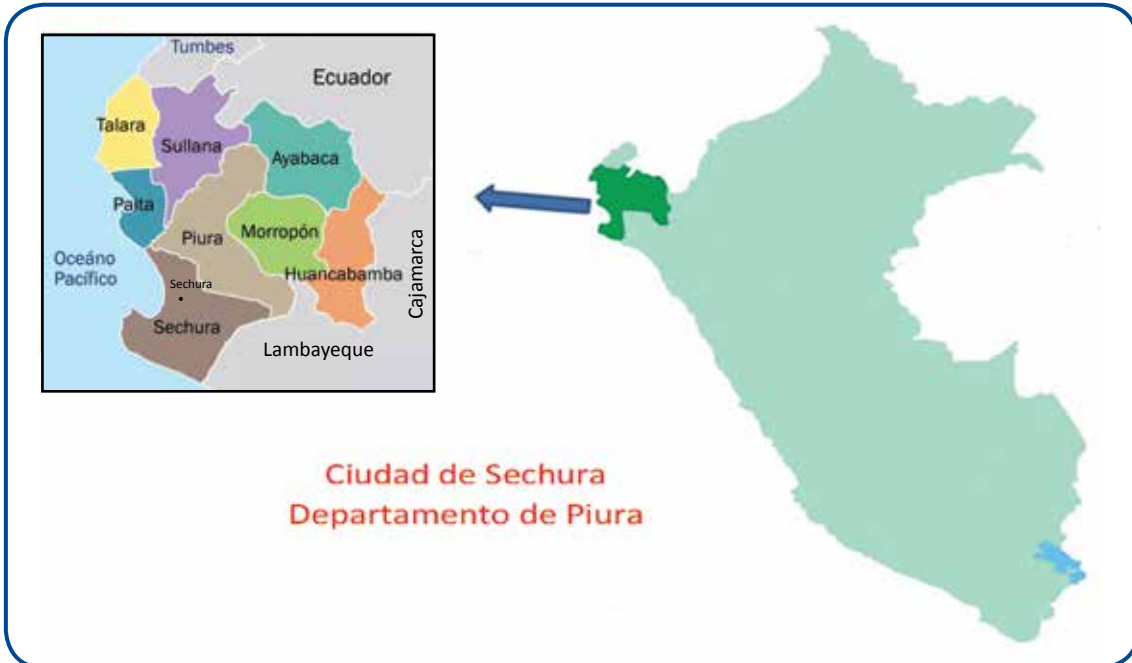 Tumbes
Ecuador
Talara
Sullana
Ayabaca
Paita
Piura
Morropón
Oceáno
Pacífico
Huancabamba
Cajamarca
Sechura
Sechura
Lambayeque
Ciudad de Sechura
Departamento de Piura